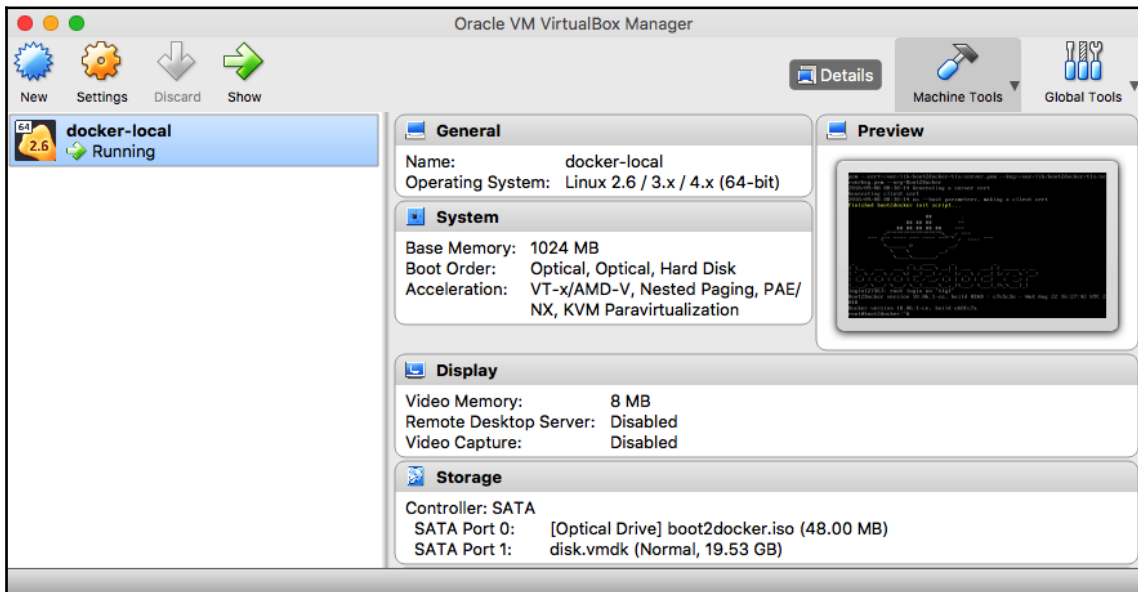 Oracle VM VirtualBox Manager
New
Settings
Discard
Show
Details
Machine Tools
Global Tools
64
2.6
docker-local
Running
General
Name: docker-local
Operating System: Linux 2.6 / 3.x / 4.x (64-bit)
System
Base Memory: 1024 MB
Boot Order: Optical, Optical, Hard Disk
Acceleration: VT-x/AMD-V, Nested Paging, PAE/
NX, KVM Paravirtualization
Preview
Finished boot2docker init script...
Display
Video Memory: 8 MB
Remote Desktop Server: Disabled
Video Capture: Disabled
Storage
Controller: SATA
SATA Port 0: [Optical Drive] boot2docker.iso (48.00 MB)
SATA Port 1: disk.vmdk (Normal, 19.53 GB)